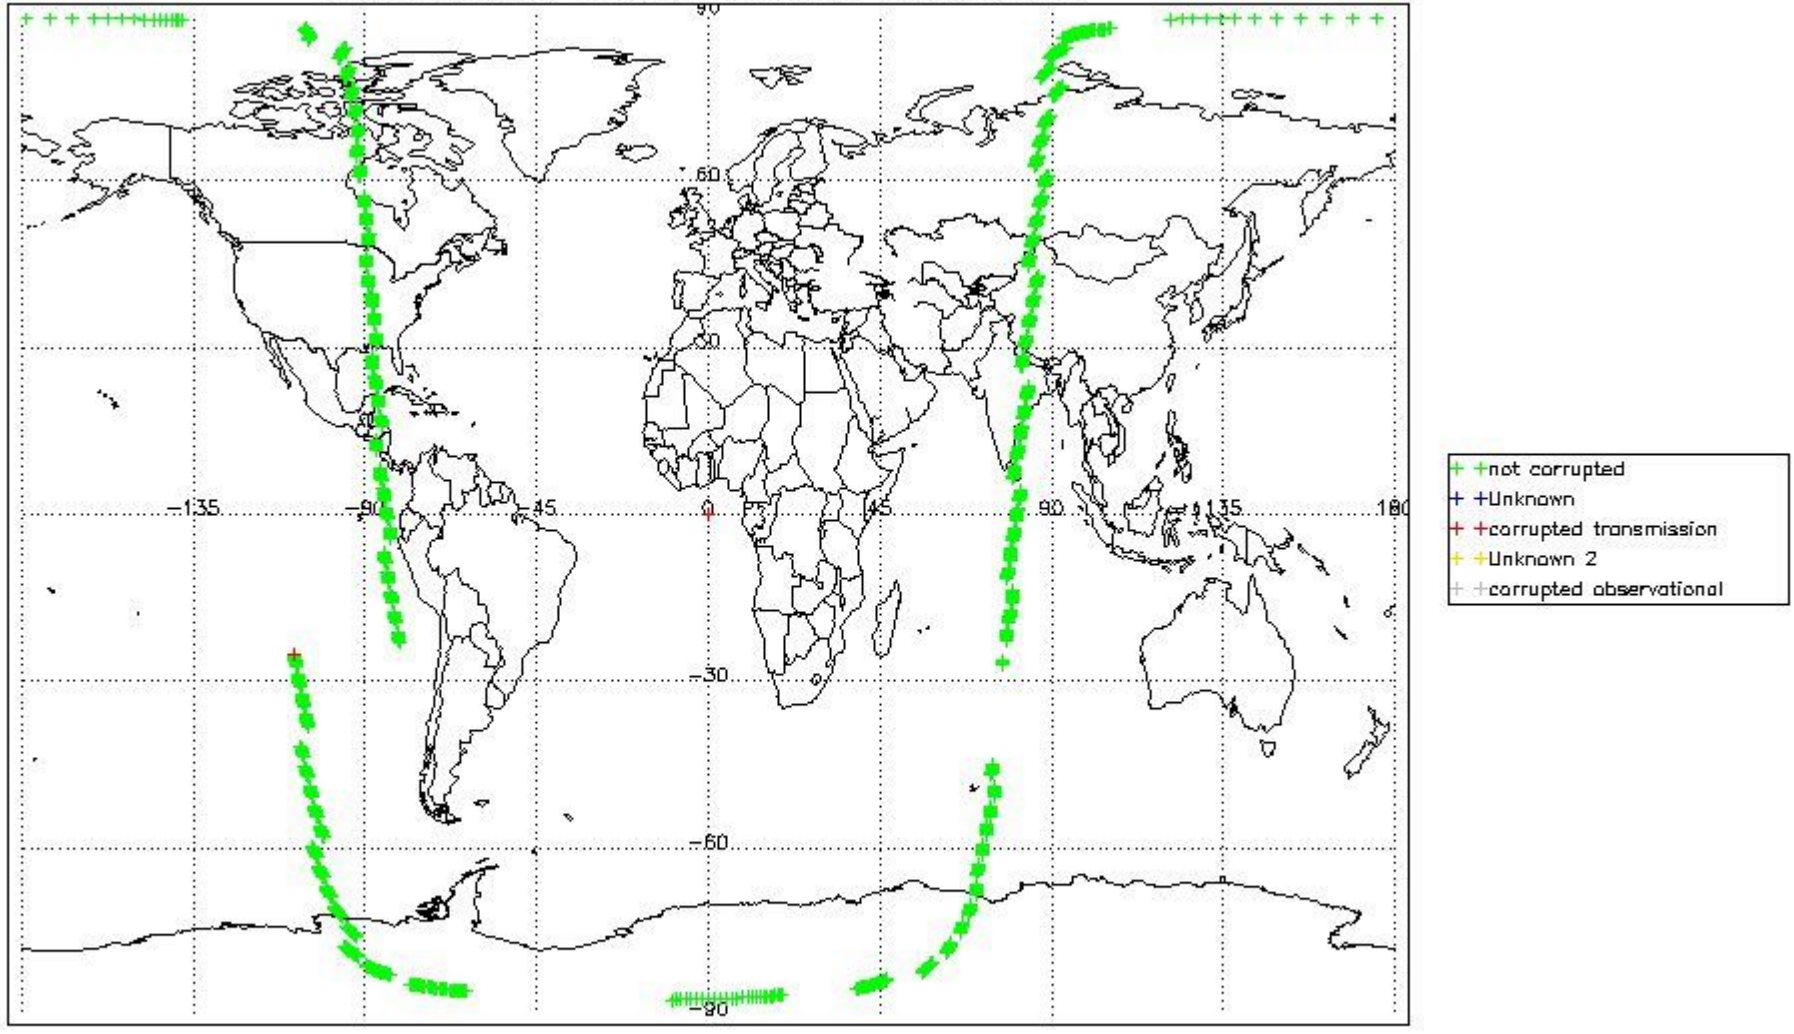 90
60
30
-135
-90
-45
0
45
90
135
180
-30
-60
-90
not corrupted
Unknown
corrupted transmission
Unknown 2
corrupted observational